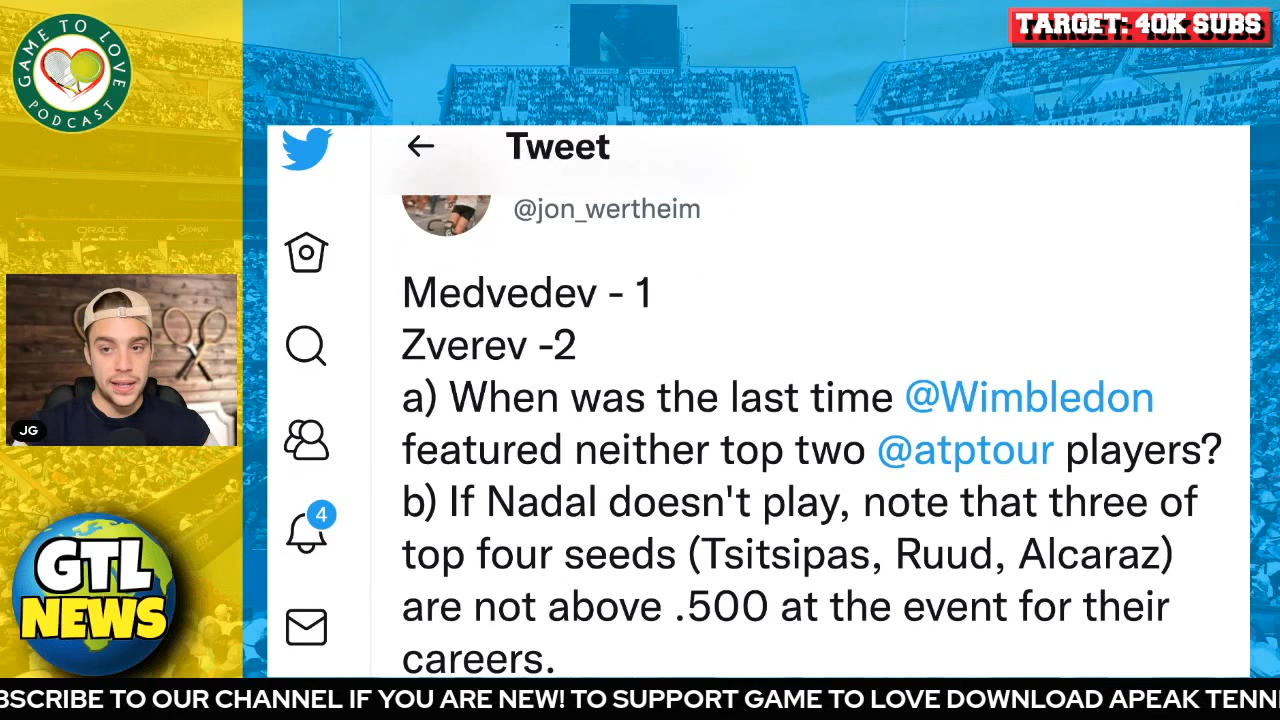 GAME TO LOVE
PODCAST
TARGET: 40K SUBS
Tweet
@jon_wertheim
ORACLE
Medvedev - 1
Zverev -2
a) When was the last time @Wimbledon
featured neither top two @atptour players?
b) If Nadal doesn't play, note that three of
top four seeds (Tsitsipas, Ruud, Alcaraz)
are not above .500 at the event for their
careers.
JG
4
GTL
NEWS
BSCRIBE TO OUR CHANNEL IF YOU ARE NEW! TO SUPPORT GAME TO LOVE DOWNLOAD APEAK TENN